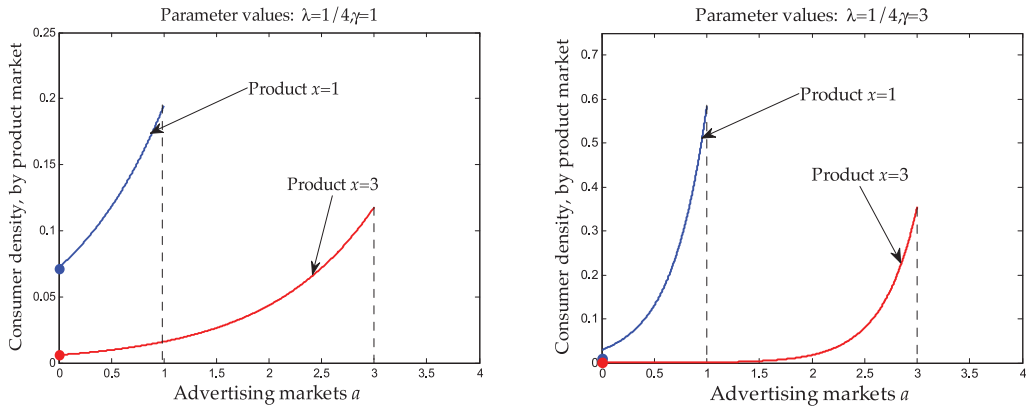 Parameter values: λ=1/4;γ=1
Consumer density, by product market
0.25
0.2
0.15
0.1
0.05
0
Product x=1
Product x=3
0 0.5 1 1.5 2 2.5 3 3.5 4
Advertising markets a
Parameter values: λ=1/4;γ=3
Consumer density, by product market
0.7
0.6
0.5
0.4
0.3
0.2
0.1
0
Product x=1
Product x=3
0 0.5 1 1.5 2 2.5 3 3.5 4
Advertising markets a